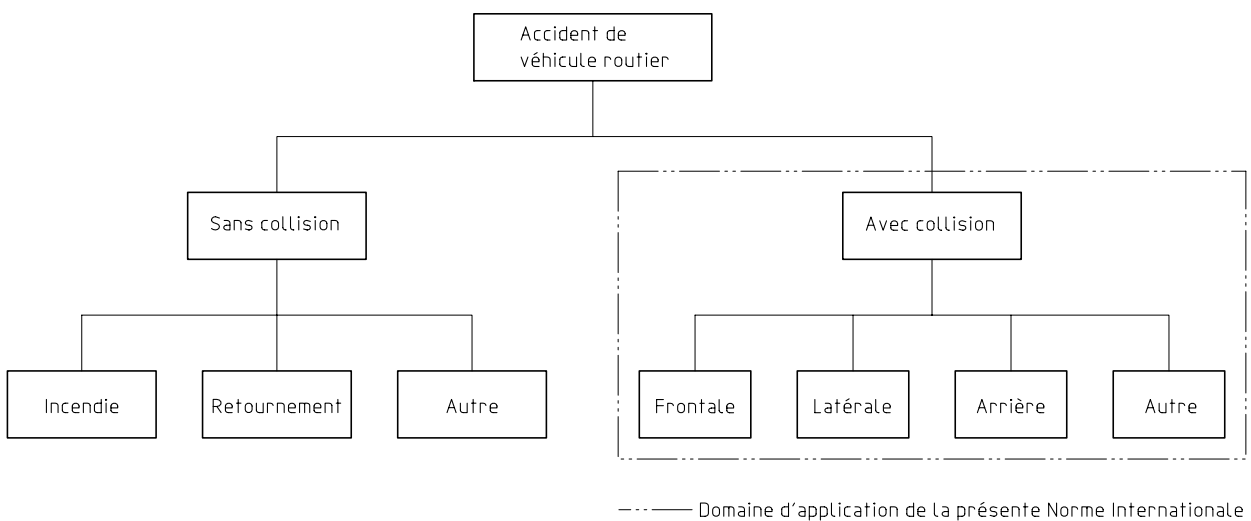 Accident de
véhicule routier
Sans collision
Avec collision
Incendie
Retournement
Autre
Frontale
Latérale
Arrière
Autre
Domaine d'application de la présente Norme Internationale